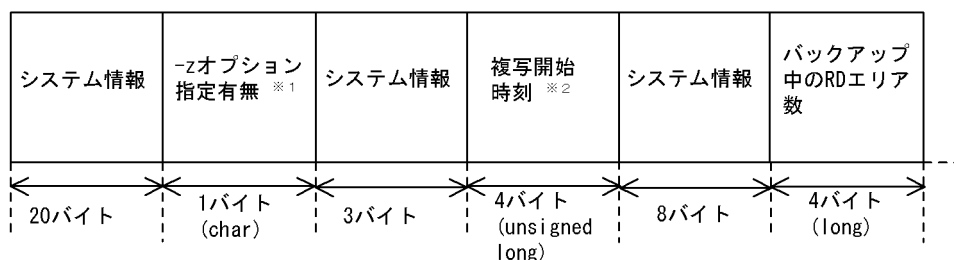 システム情報
-zオプション
指定有無 ※1
システム情報
複写開始
時刻 ※2
システム情報
バックアップ
中のRDエリア
数
20バイト
1バイト
(char)
3バイト
4バイト
(unsigned
long)
8バイト
4バイト
(long)